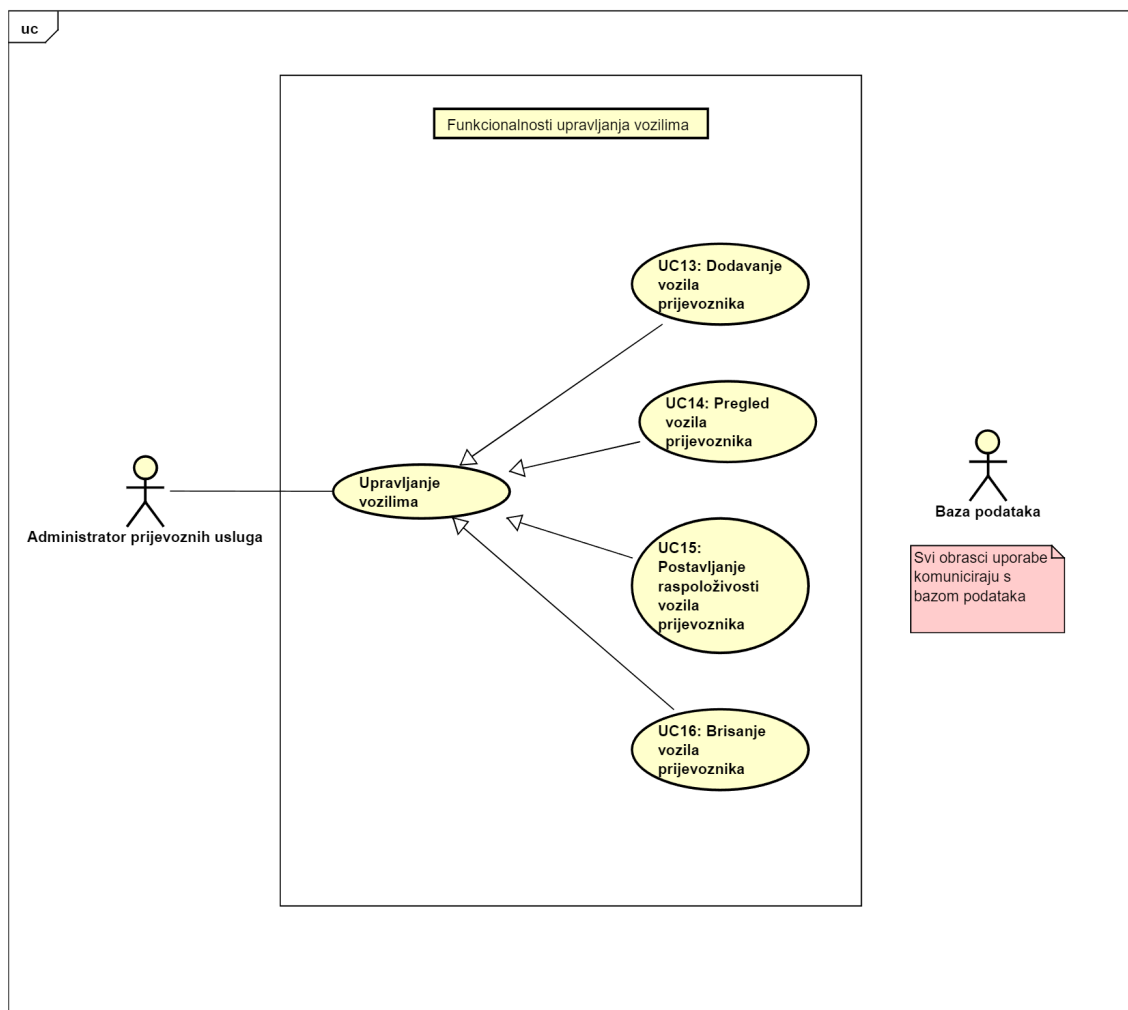 uc
Funkcionalnosti upravljanja vozilima
UC13: Dodavanje
vozila
prijevoznika
UC14: Pregled
vozila
prijevoznika
Upravljanje
vozilima
Administrator prijevoznih usluga
Baza podataka
Svi obrasci uporabe
komuniciraju s
bazom podataka
UC15:
Postavljanje
raspoloživosti
vozila
prijevoznika
UC16: Brisanje
vozila
prijevoznika